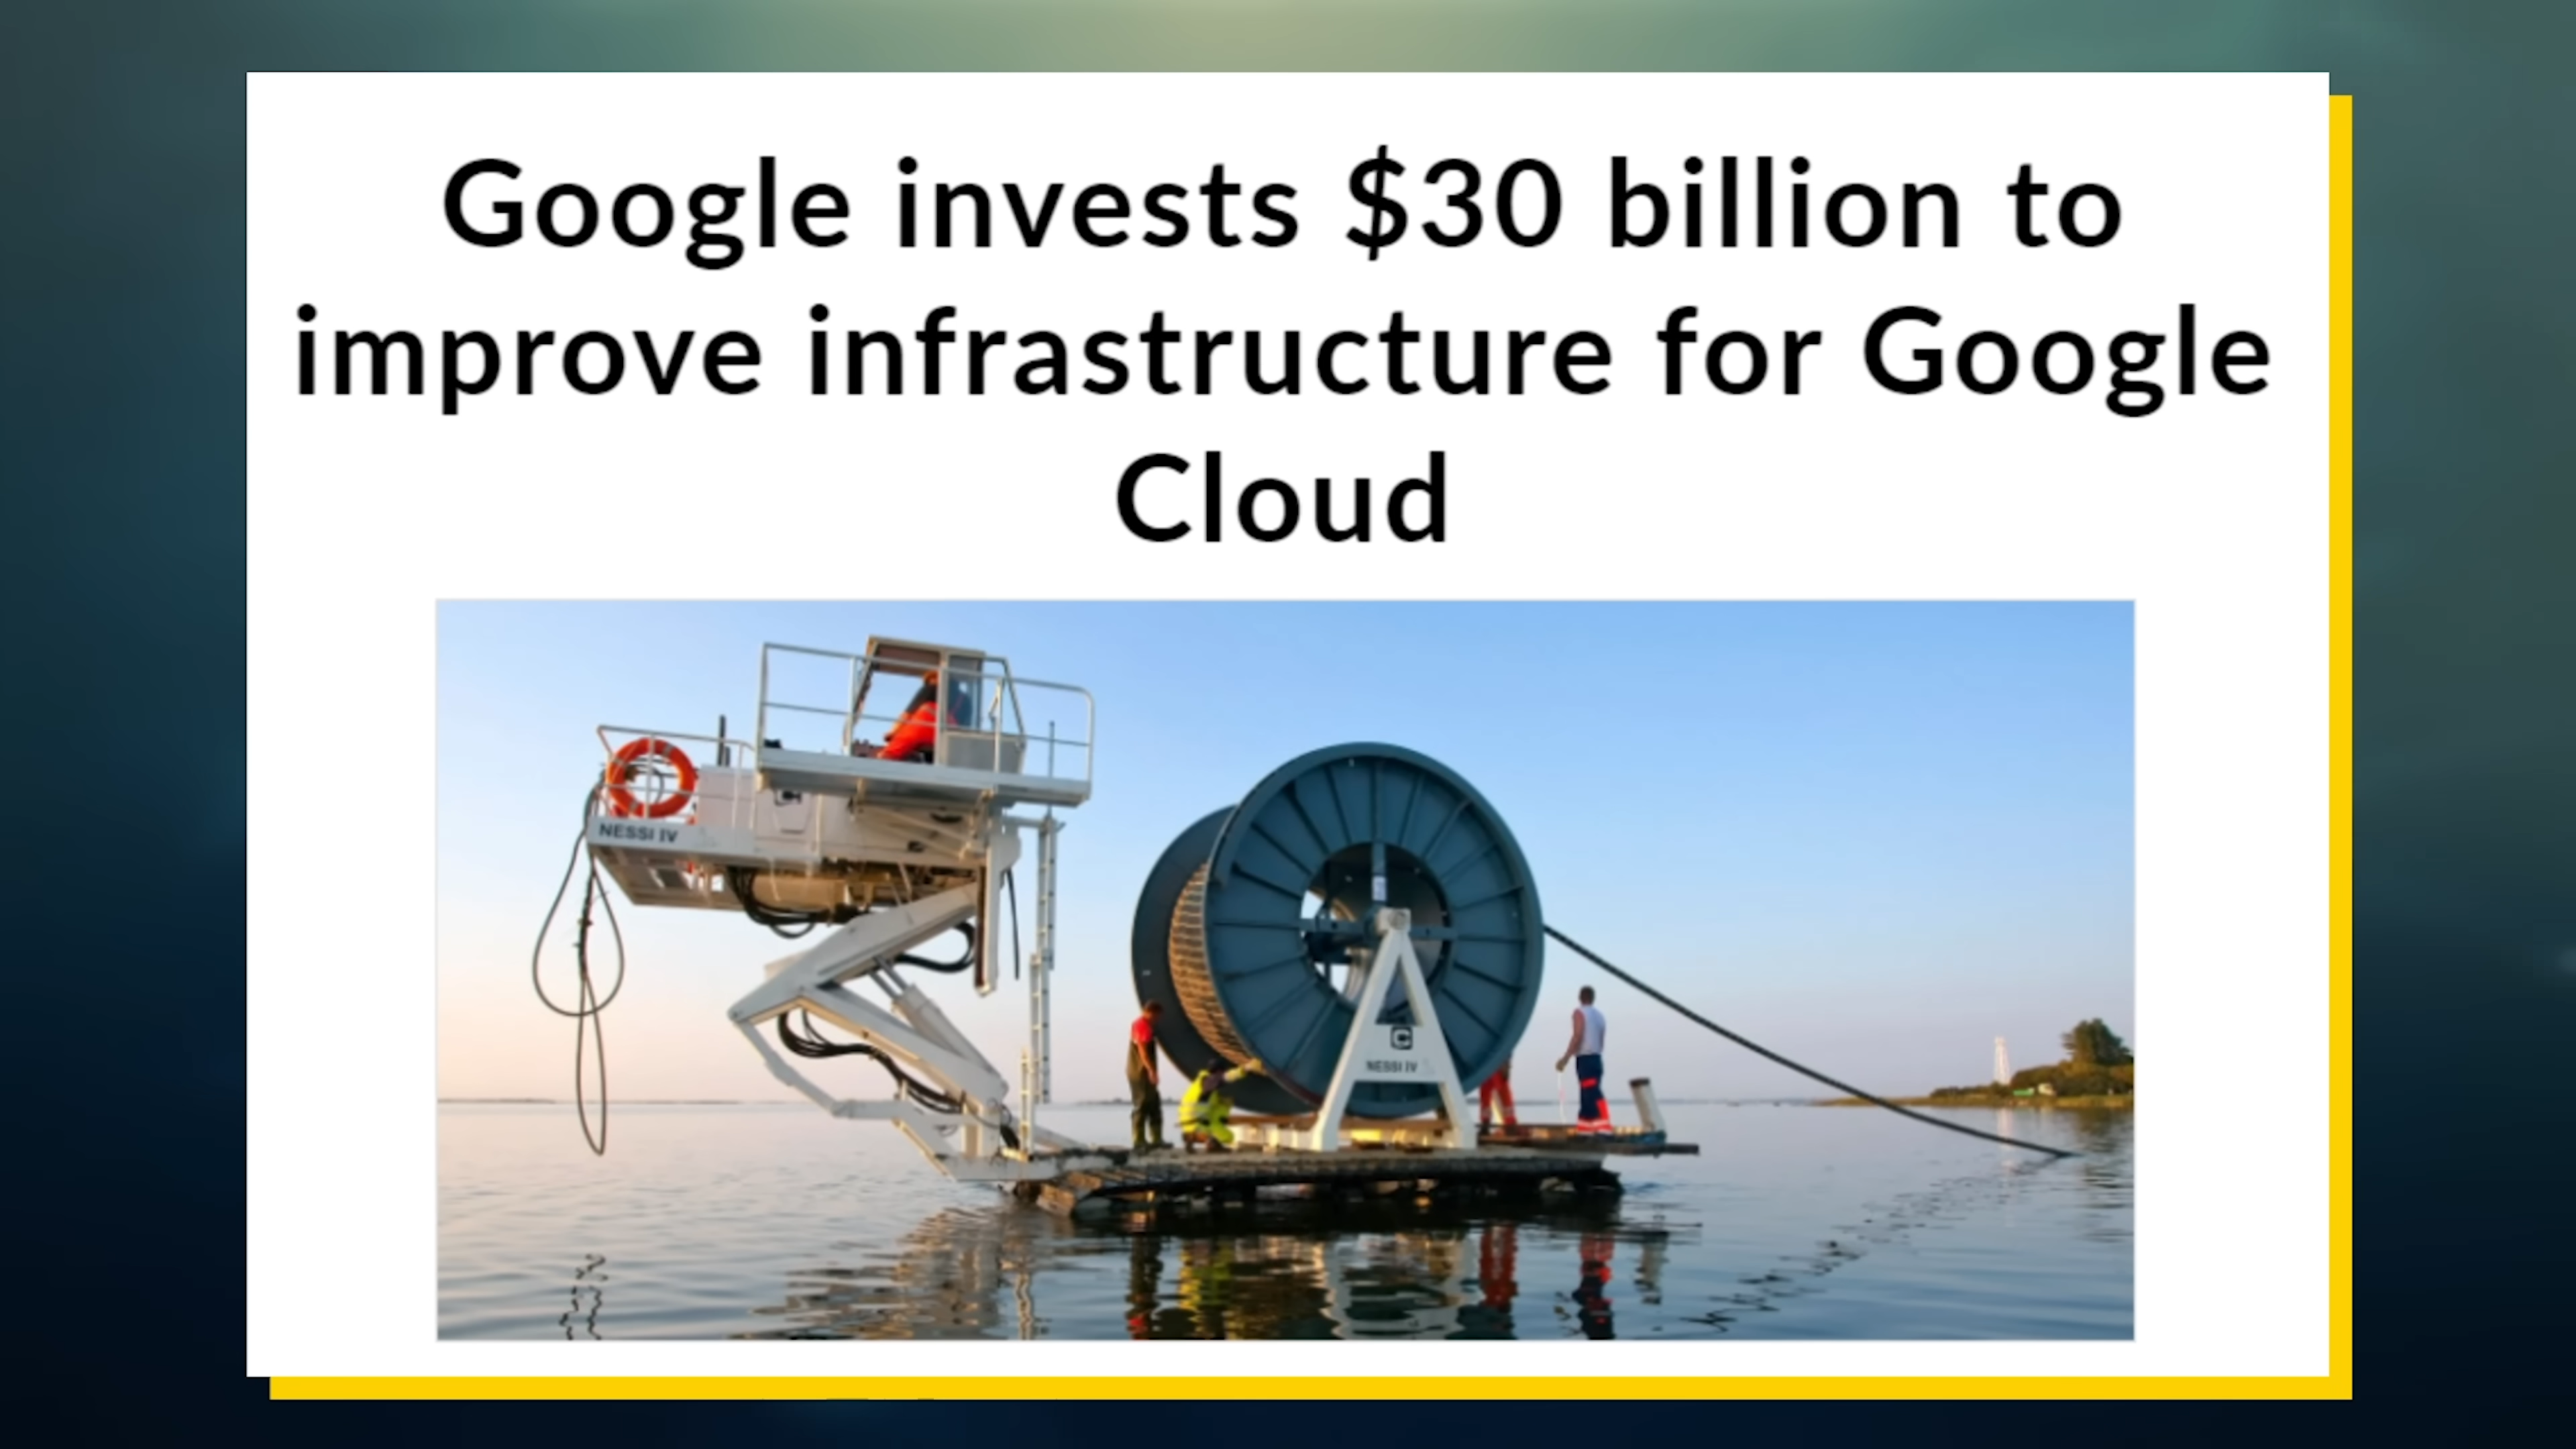 Google invests $30 billion to
improve infrastructure for Google
Cloud
NESSI IV
C
NESSI IV